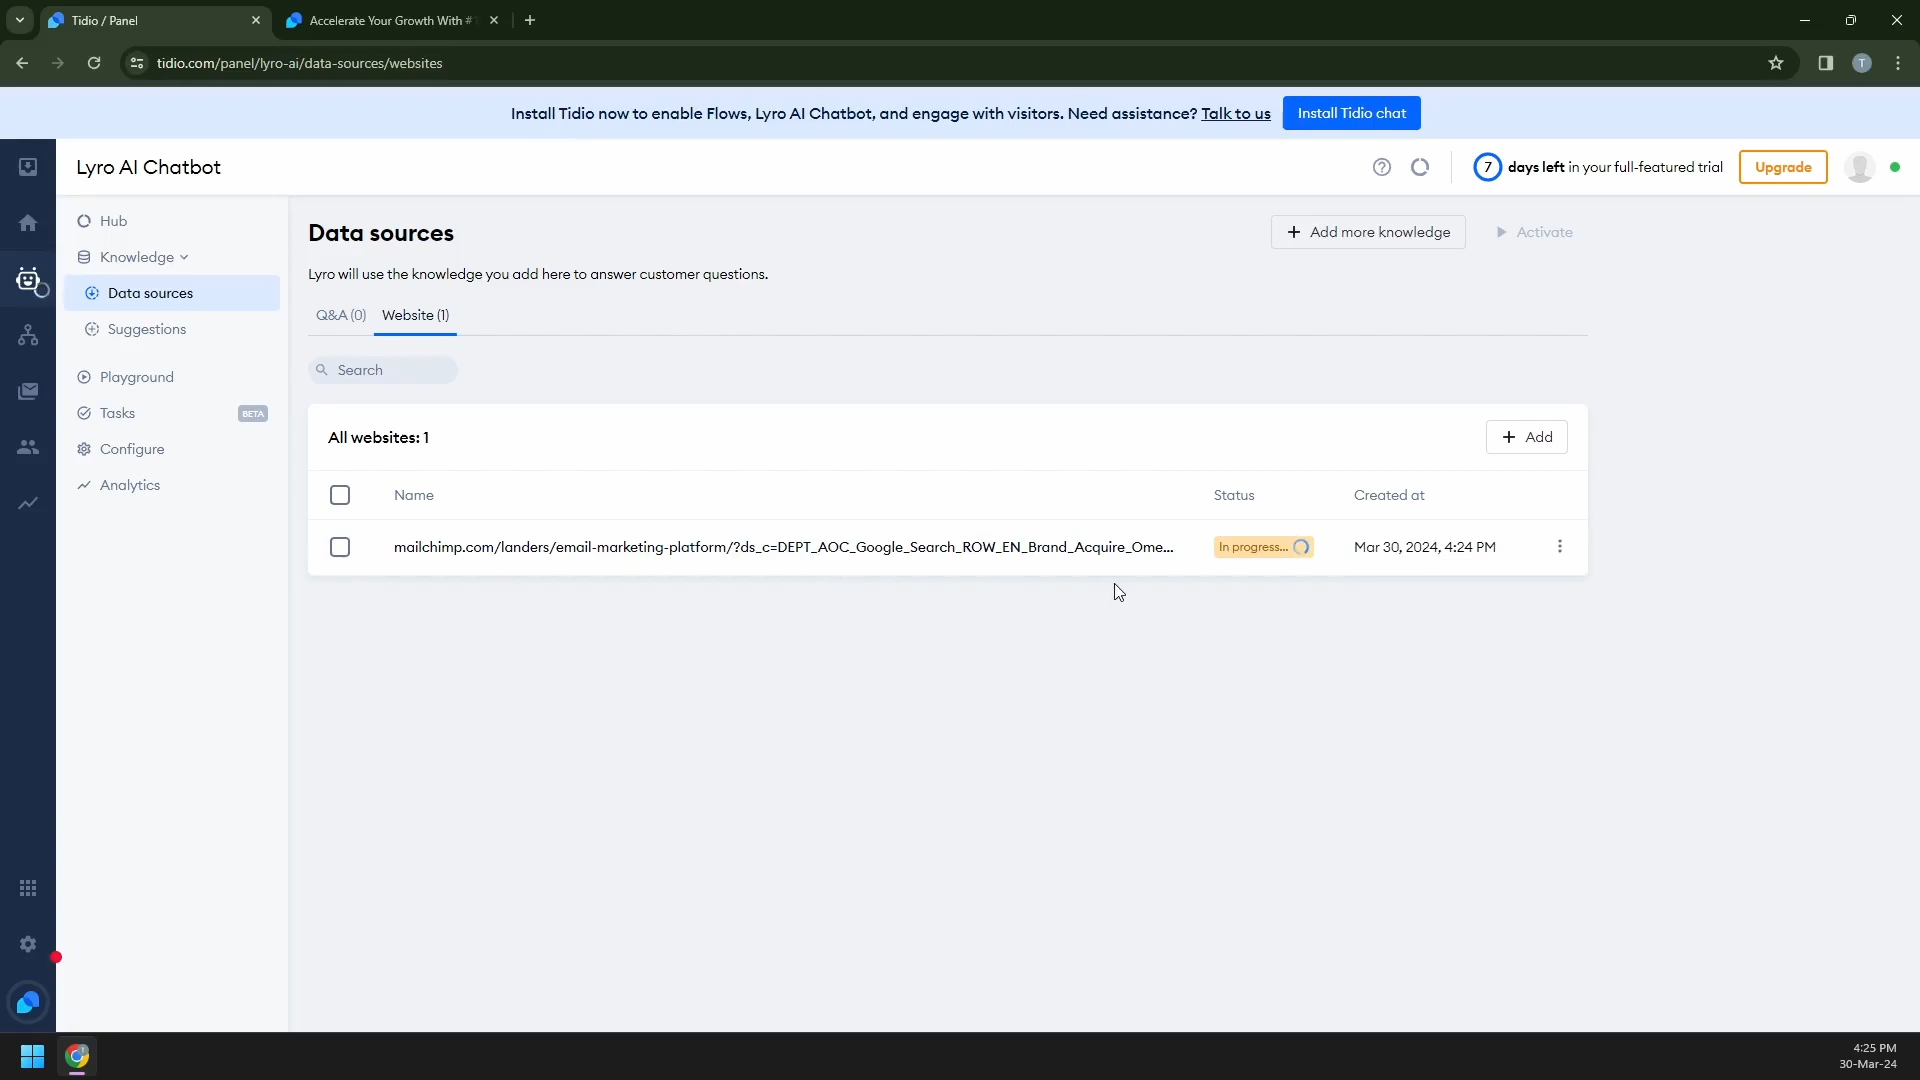 Tidio / Panel
Accelerate Your Growth With #
tidio.com/panel/lyro-ai/data-sources/websites
T
Install Tidio now to enable Flows, Lyro AI Chatbot, and engage with visitors. Need assistance? Talk to us
Install Tidio chat
Lyro AI Chatbot
7 days left in your full-featured trial
Upgrade
Hub
Knowledge
Data sources
Suggestions
Playground
Tasks
BETA
Configure
Analytics
Data sources
+ Add more knowledge
Activate
Lyro will use the knowledge you add here to answer customer questions.
Q&A (0)
Website (1)
Search
All websites: 1
+ Add
Name
Status
Created at
mailchimp.com/landers/email-marketing-platform/?ds_c=DEPT_AOC_Google_Search_ROW_EN_Brand_Acquire_Ome...
In progress...
Mar 30, 2024, 4:24 PM
4:25 PM
30-Mar-24